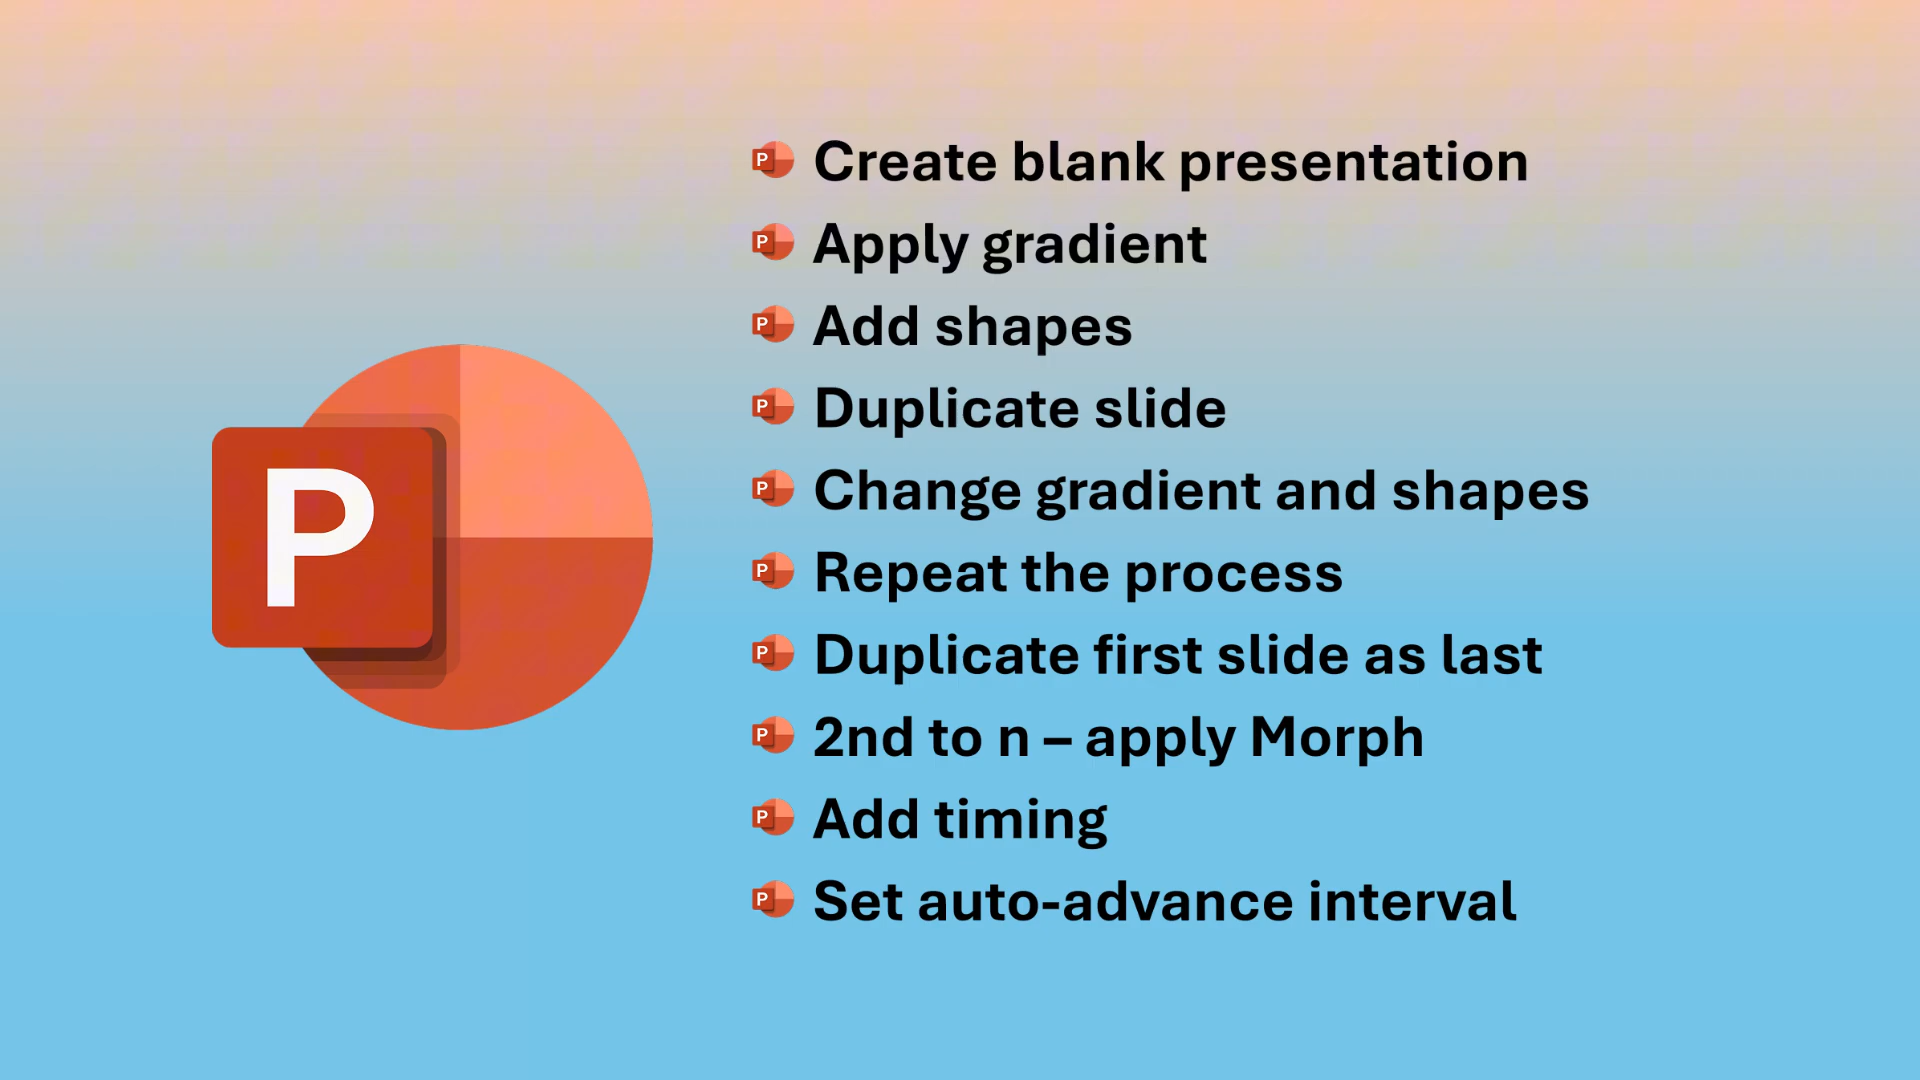 P
Create blank presentation
Apply gradient
Add shapes
Duplicate slide
Change gradient and shapes
Repeat the process
Duplicate first slide as last
2nd to n – apply Morph
Add timing
Set auto-advance interval